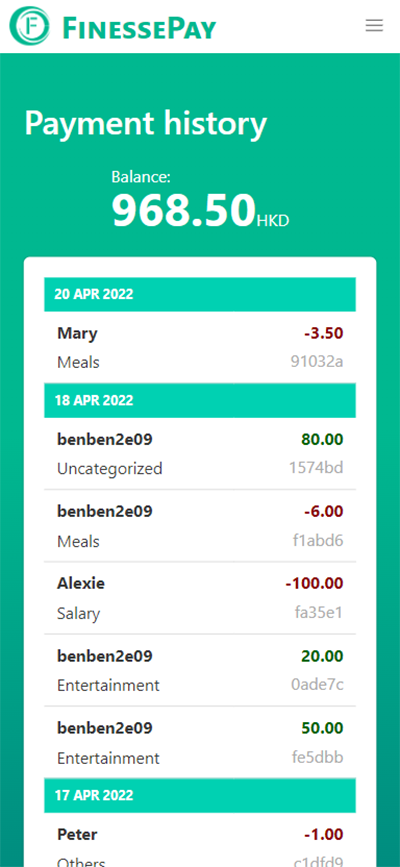 FINESSEPAY
Payment history
Balance:
968.50HKD
20 APR 2022
Mary -3.50
Meals 91032a
18 APR 2022
benben2e09 80.00
Uncategorized 1574bd
benben2e09 -6.00
Meals f1abd6
Alexie -100.00
Salary fa35e1
benben2e09 20.00
Entertainment 0ade7c
benben2e09 50.00
Entertainment fe5dbb
17 APR 2022
Peter -1.00
Others c1dfd9